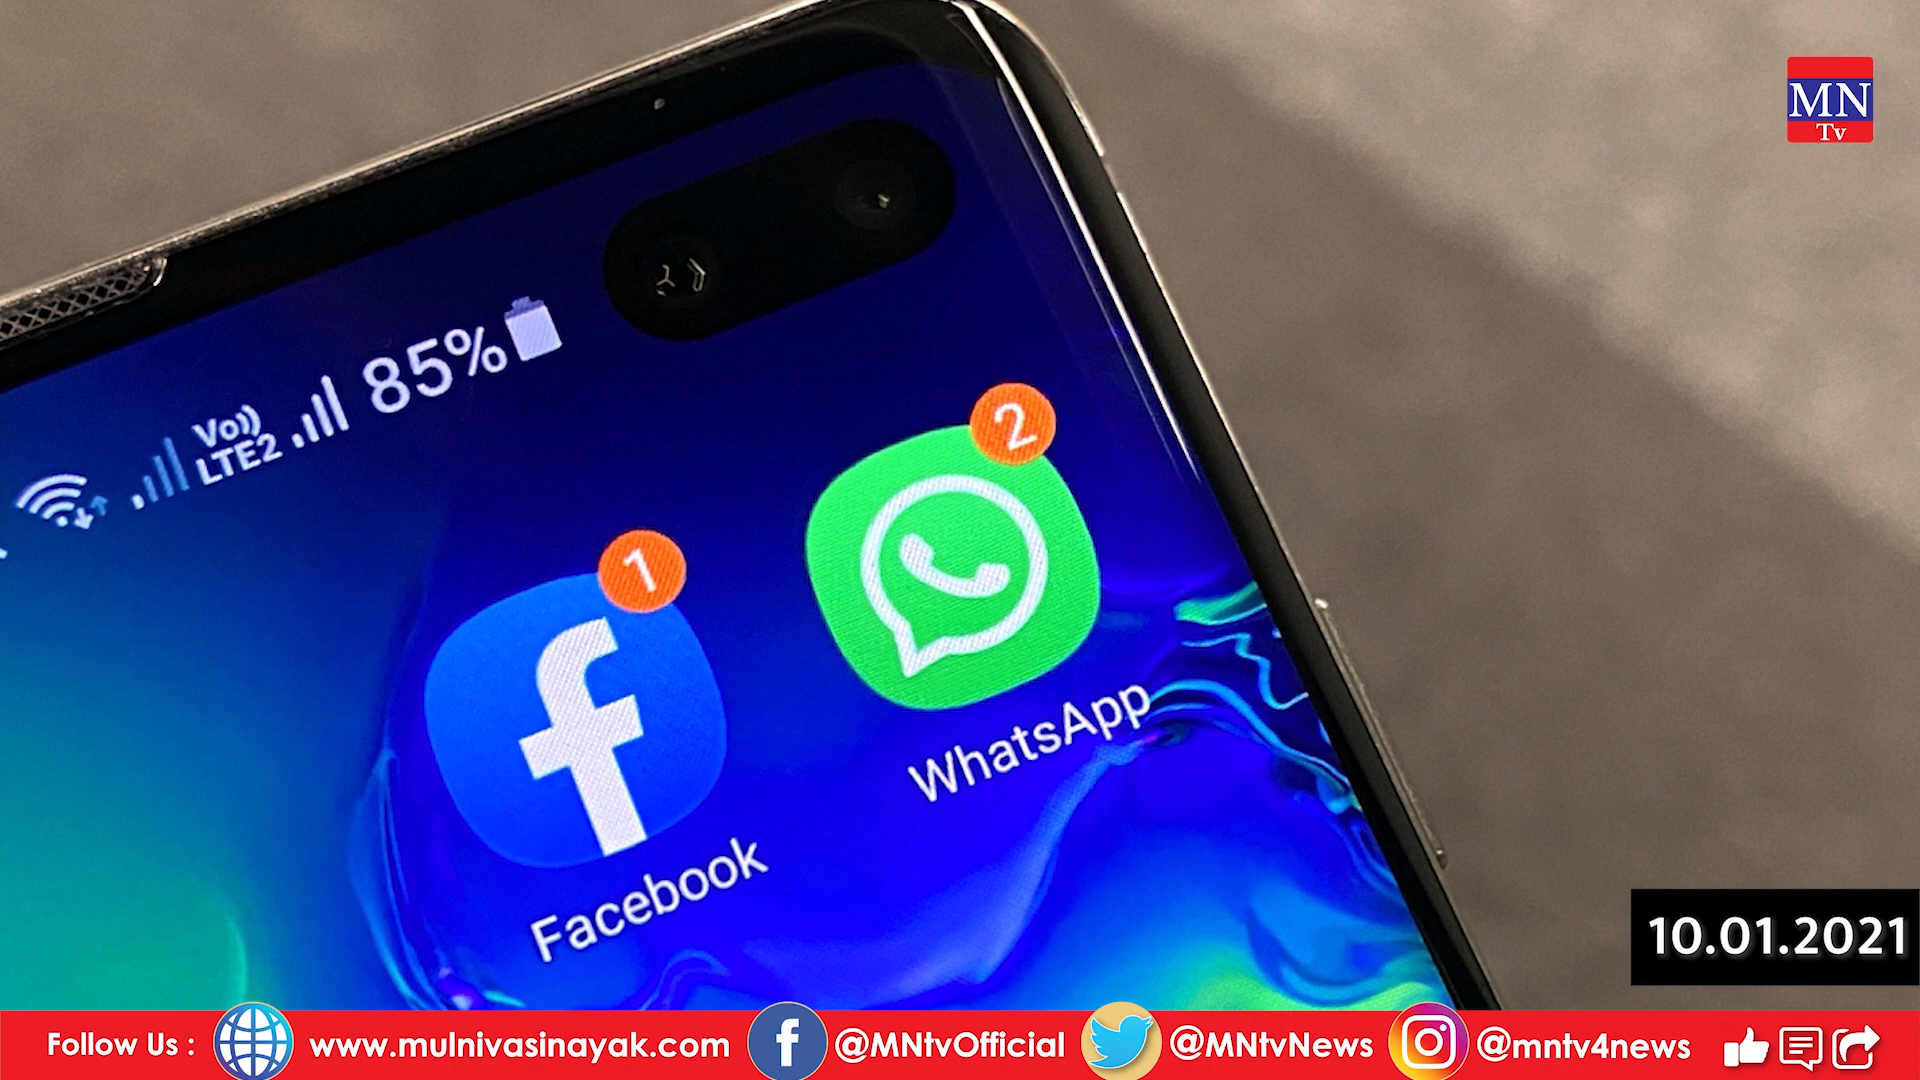 MN
Tv
Vo))
LTE2
85%
2
1
WhatsApp
Facebook
10.01.2021
Follow Us :
www.mulnivasinayak.com
@MNtvOfficial
@MNtvNews
@mntv4news